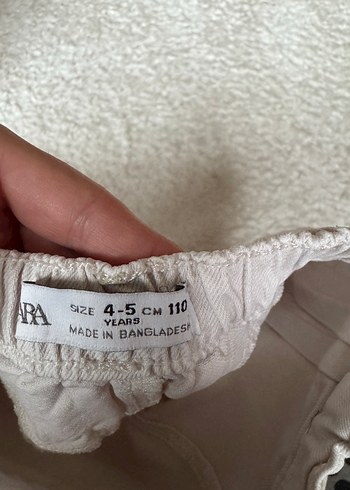 ARA
SIZE 4-5 CM 110
YEARS
MADE IN BANGLADESH